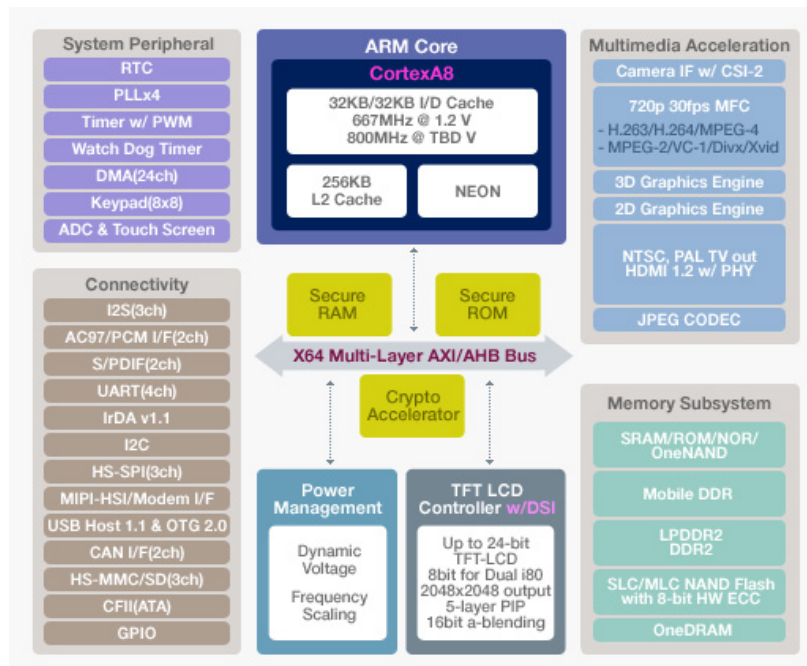 System Peripheral
RTC
PLLx4
Timer w/ PWM
Watch Dog Timer
DMA(24ch)
Keypad(8x8)
ADC & Touch Screen
Connectivity
I2S(3ch)
AC97/PCM I/F(2ch)
S/PDIF(2ch)
UART(4ch)
IrDA v1.1
I2C
HS-SPI(3ch)
MIPI-HSI/Modem I/F
USB Host 1.1 & OTG 2.0
CAN I/F(2ch)
HS-MMC/SD(3ch)
CFII(ATA)
GPIO
ARM Core
CortexA8
32KB/32KB I/D Cache
667MHz @ 1.2 V
800MHz @ TBD V
256KB
L2 Cache
NEON
Secure
RAM
Secure
ROM
X64 Multi-Layer AXI/AHB Bus
Crypto
Accelerator
Power
Management
Dynamic
Voltage
Frequency
Scaling
TFT LCD
Controller w/DSI
Up to 24-bit
TFT-LCD
8bit for Dual i80
2048x2048 output
5-layer PIP
16bit a-blending
Multimedia Acceleration
Camera IF w/ CSI-2
720p 30fps MFC
- H.263/H.264/MPEG-4
- MPEG-2/VC-1/Divx/Xvid
3D Graphics Engine
2D Graphics Engine
NTSC, PAL TV out
HDMI 1.2 w/ PHY
JPEG CODEC
Memory Subsystem
SRAM/ROM/NOR/
OneNAND
Mobile DDR
LPDDR2
DDR2
SLC/MLC NAND Flash
with 8-bit HW ECC
OneDRAM